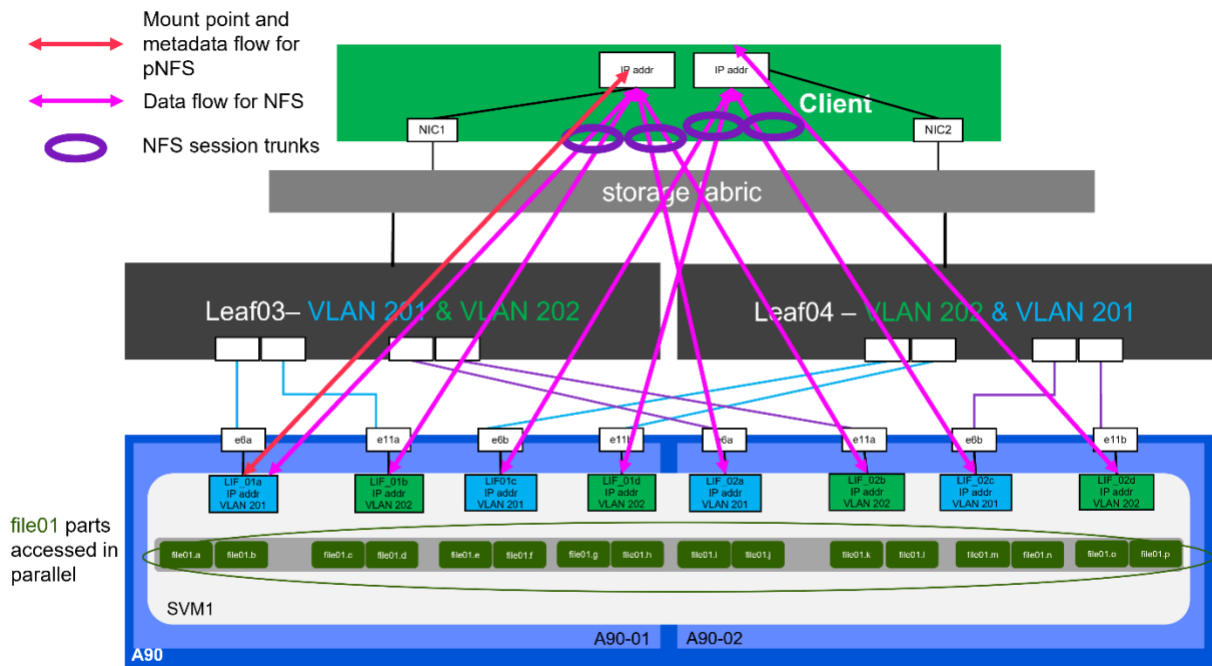 Mount point and
metadata flow for
pNFS
Data flow for NFS
NFS session trunks
IP addr
IP addr
Client
NIC1
NIC2
storage fabric
Leaf03– VLAN 201 & VLAN 202
Leaf04 – VLAN 202 & VLAN 201
e6a
e11a
e6b
e11b
e6a
e11a
e6b
e11b
LIF_01a
IP addr
VLAN 201
LIF_01b
IP addr
VLAN 202
LIF01c
IP addr
VLAN 201
LIF_01d
IP addr
VLAN 202
LIF_02a
IP addr
VLAN 201
LIF_02b
IP addr
VLAN 202
LIF_02c
IP addr
VLAN 201
LIF_02d
IP addr
VLAN 202
file01 parts
accessed in
parallel
file01.a
file01.b
file01.c
file01.d
file01.e
file01.f
file01.g
file01.h
file01.i
file01.j
file01.k
file01.l
file01.m
file01.n
file01.o
file01.p
SVM1
A90-01
A90-02
A90